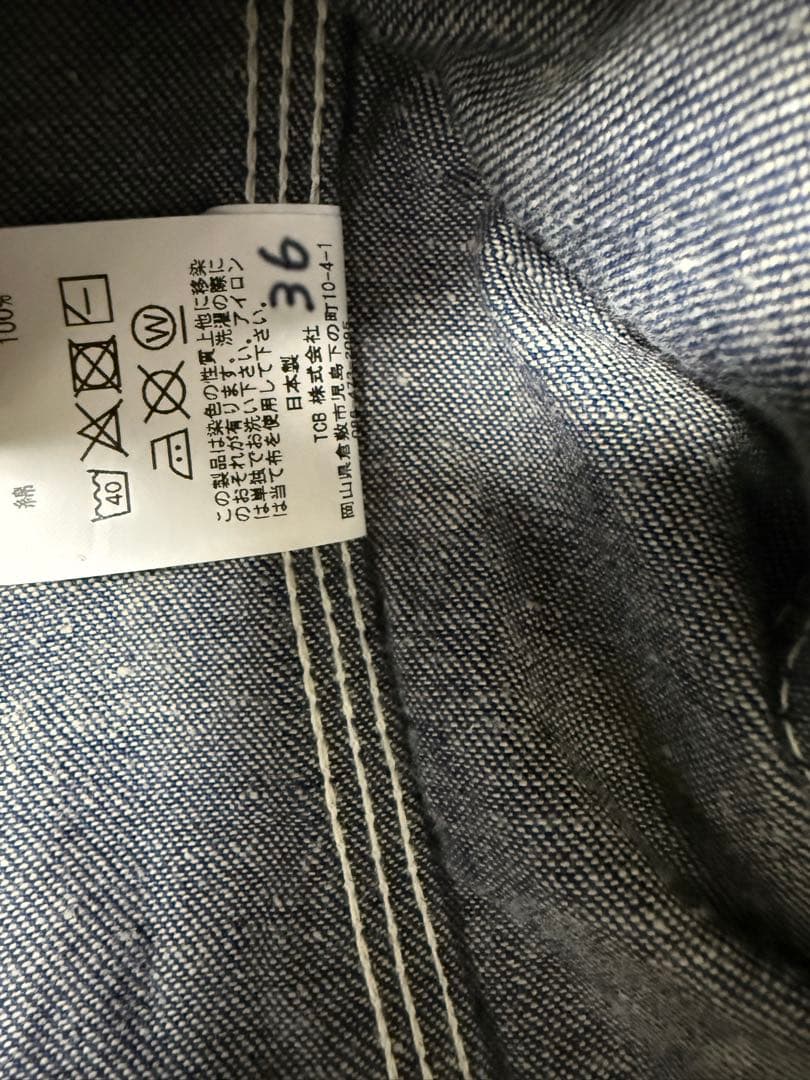 綿 100%
40
W
この製品は染色の性質上他に移染
のおそれが有ります。洗濯の際に
は単独でお洗い下さい。アイロン
は当て布を使用して下さい。
36
日本製
TCB 株式会社
岡山県倉敷市児島下の町10-4-1